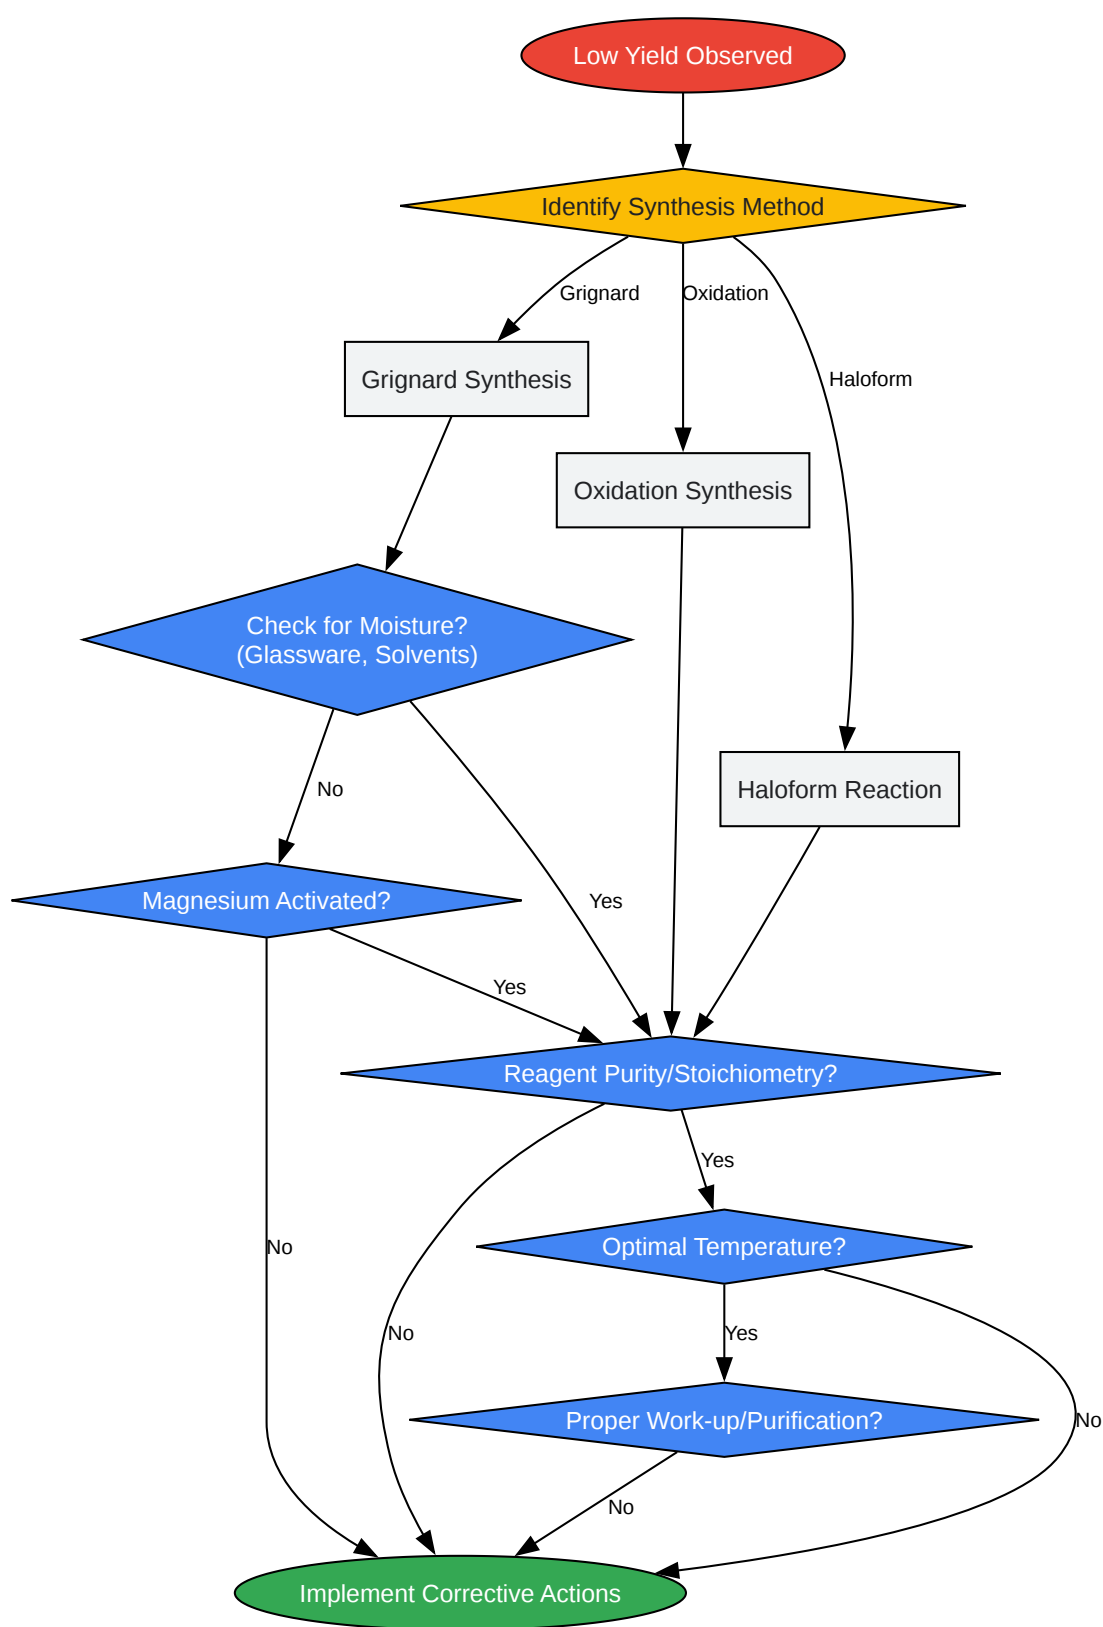 Low Yield Observed
Identify Synthesis Method
Grignard
Oxidation
Haloform
Grignard Synthesis
Oxidation Synthesis
Check for Moisture?
(Glassware, Solvents)
No
Haloform Reaction
Magnesium Activated?
Yes
Yes
Reagent Purity/Stoichiometry?
Yes
No
Optimal Temperature?
No
Yes
Proper Work-up/Purification?
No
No
Implement Corrective Actions